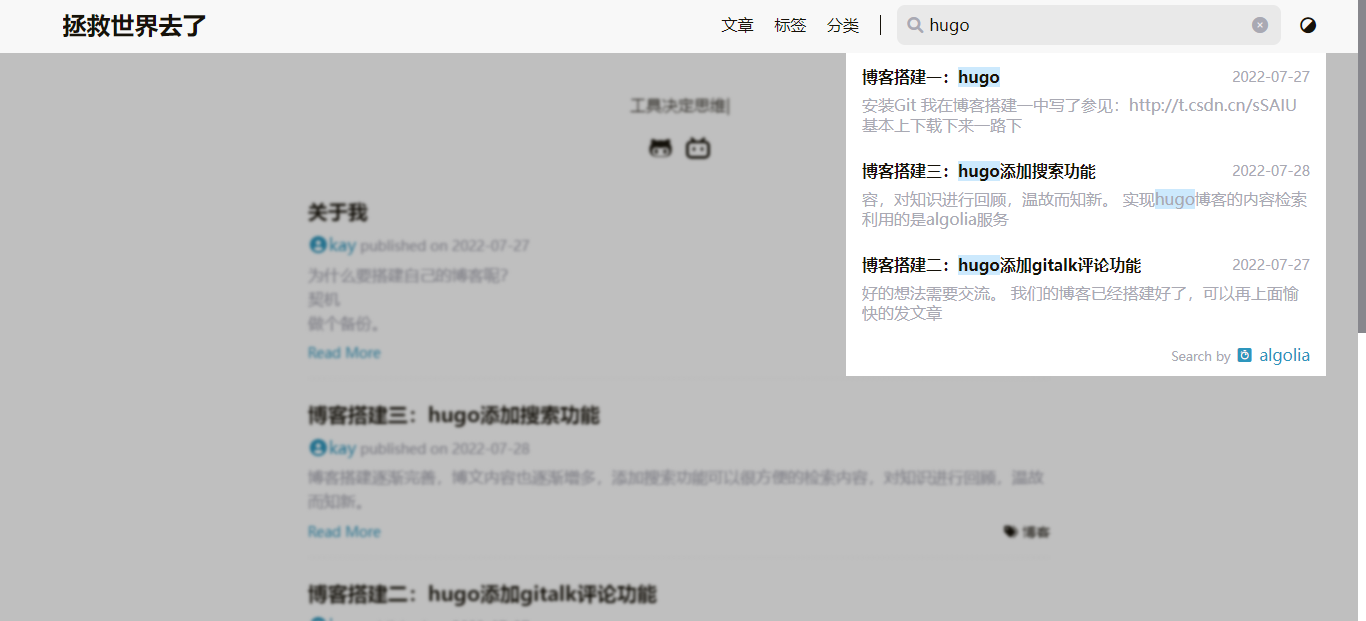 拯救世界去了
文章 标签 分类 hugo
博客搭建一：hugo 2022-07-27
安装Git 我在博客搭建一中写了参见：http://t.csdn.cn/sSAIU
基本上下载下来一路下
博客搭建三：hugo添加搜索功能 2022-07-28
容，对知识进行回顾，温故而知新。 实现hugo博客的内容检索
利用的是algolia服务
博客搭建二：hugo添加gitalk评论功能 2022-07-27
好的想法需要交流。 我们的博客已经搭建好了，可以再上面愉
快的发文章
Search by algolia
工具决定思维|
关于我
kay published on 2022-07-27
为什么要搭建自己的博客呢？
契机
做个备份。
Read More
博客搭建三：hugo添加搜索功能
kay published on 2022-07-28
博客搭建逐渐完善，博文内容也逐渐增多，添加搜索功能可以很方便的检索内容，对知识进行回顾，温故
而知新。
Read More 博客
博客搭建二：hugo添加gitalk评论功能